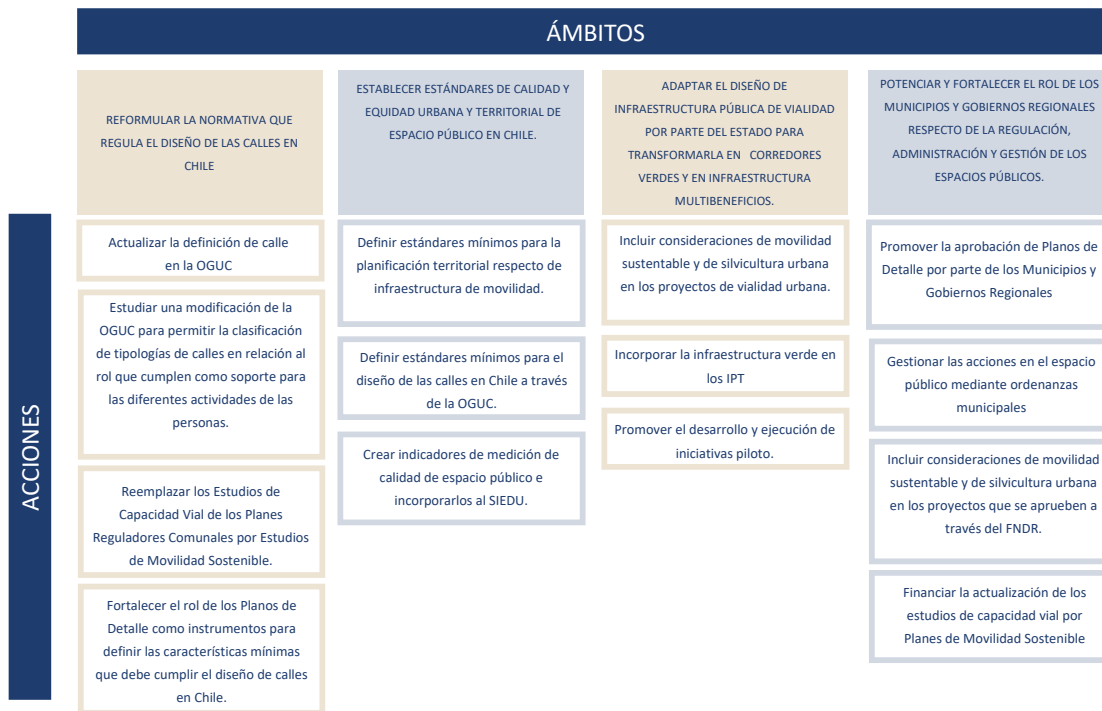 ÁMBITOS
REFORMULAR LA NORMATIVA QUE
REGULA EL DISEÑO DE LAS CALLES EN
CHILE
ESTABLECER ESTÁNDARES DE CALIDAD Y
EQUIDAD URBANA Y TERRITORIAL DE
ESPACIO PÚBLICO EN CHILE.
ADAPTAR EL DISEÑO DE
INFRAESTRUCTURA PÚBLICA DE VIALIDAD
POR PARTE DEL ESTADO PARA
TRANSFORMARLA EN CORREDORES
VERDES Y EN INFRAESTRUCTURA
MULTIBENEFICIOS.
POTENCIAR Y FORTALECER EL ROL DE LOS
MUNICIPIOS Y GOBIERNOS REGIONALES
RESPECTO DE LA REGULACIÓN,
ADMINISTRACIÓN Y GESTIÓN DE LOS
ESPACIOS PÚBLICOS.
ACCIONES
Actualizar la definición de calle
en la OGUC
Estudiar una modificación de la
OGUC para permitir la clasificación
de tipologías de calles en relación al
rol que cumplen como soporte para
las diferentes actividades de las
personas.
Reemplazar los Estudios de
Capacidad Vial de los Planes
Reguladores Comunales por Estudios
de Movilidad Sostenible.
Fortalecer el rol de los Planos de
Detalle como instrumentos para
definir las características mínimas
que debe cumplir el diseño de calles
en Chile.
Definir estándares mínimos para la
planificación territorial respecto de
infraestructura de movilidad.
Definir estándares mínimos para el
diseño de las calles en Chile a través
de la OGUC.
Crear indicadores de medición de
calidad de espacio público e
incorporarlos al SIEDU.
Incluir consideraciones de movilidad
sustentable y de silvicultura urbana
en los proyectos de vialidad urbana.
Incorporar la infraestructura verde en
los IPT
Promover el desarrollo y ejecución de
iniciativas piloto.
Promover la aprobación de Planos de
Detalle por parte de los Municipios y
Gobiernos Regionales
Gestionar las acciones en el espacio
público mediante ordenanzas
municipales
Incluir consideraciones de movilidad
sustentable y de silvicultura urbana
en los proyectos que se aprueben a
través del FNDR.
Financiar la actualización de los
estudios de capacidad vial por
Planes de Movilidad Sostenible